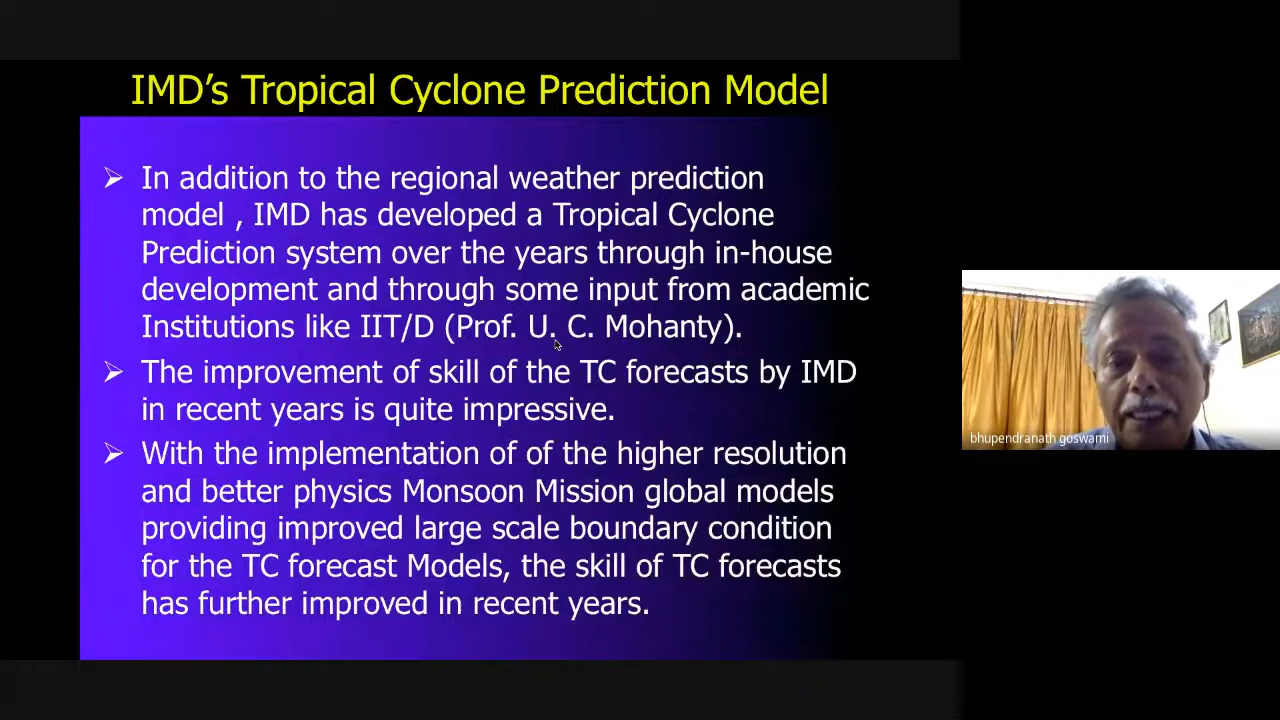 IMD’s Tropical Cyclone Prediction Model
➢ In addition to the regional weather prediction
model , IMD has developed a Tropical Cyclone
Prediction system over the years through in-house
development and through some input from academic
Institutions like IIT/D (Prof. U. C. Mohanty).
➢ The improvement of skill of the TC forecasts by IMD
in recent years is quite impressive.
➢ With the implementation of of the higher resolution
and better physics Monsoon Mission global models
providing improved large scale boundary condition
for the TC forecast Models, the skill of TC forecasts
has further improved in recent years.
bhupendranath goswami